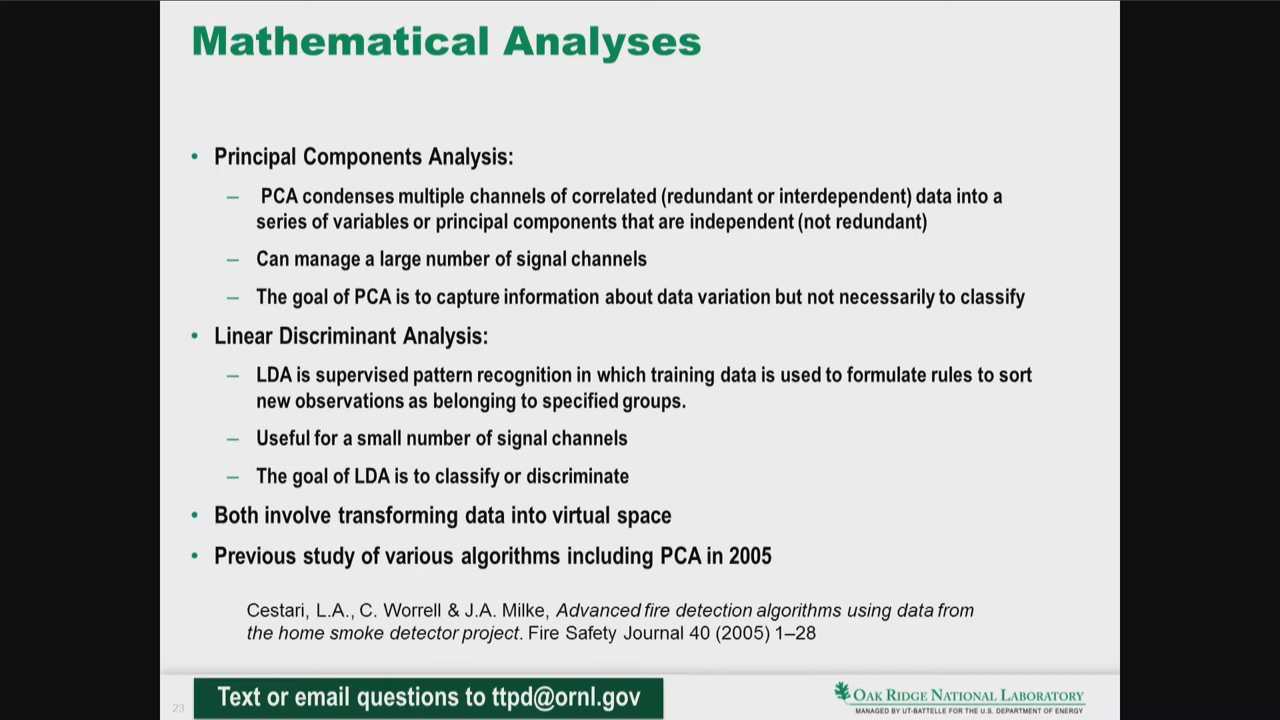 Mathematical Analyses
• Principal Components Analysis:
– PCA condenses multiple channels of correlated (redundant or interdependent) data into a
series of variables or principal components that are independent (not redundant)
– Can manage a large number of signal channels
– The goal of PCA is to capture information about data variation but not necessarily to classify
• Linear Discriminant Analysis:
– LDA is supervised pattern recognition in which training data is used to formulate rules to sort
new observations as belonging to specified groups.
– Useful for a small number of signal channels
– The goal of LDA is to classify or discriminate
• Both involve transforming data into virtual space
• Previous study of various algorithms including PCA in 2005
Cestari, L.A., C. Worrell & J.A. Milke, Advanced fire detection algorithms using data from
the home smoke detector project. Fire Safety Journal 40 (2005) 1–28
23
Text or email questions to ttpd@ornl.gov
OAK RIDGE NATIONAL LABORATORY
MANAGED BY UT-BATTELLE FOR THE U.S. DEPARTMENT OF ENERGY